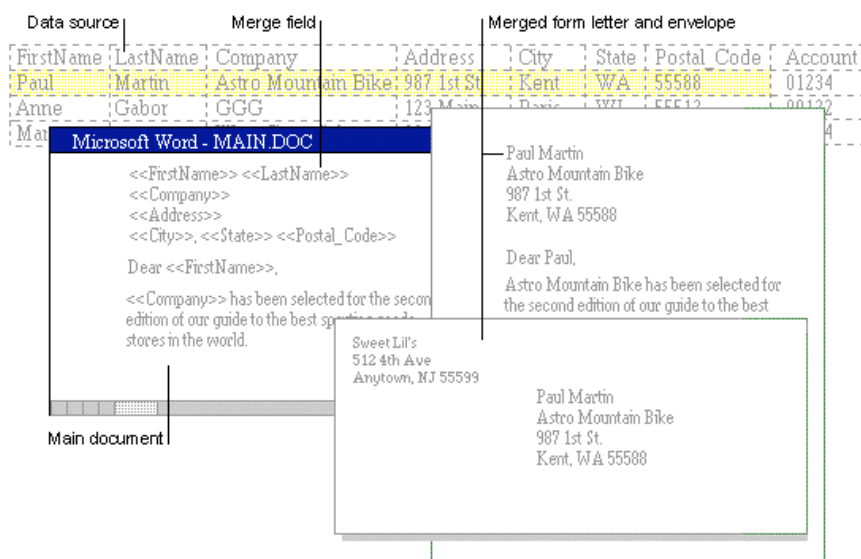 Data source Merge field Merged form letter and envelope
FirstName LastName Company Address City State Postal_Code Account
Paul Martin Astro Mountain Bike 987 1st St Kent WA 55588 01234
Anne Gabor GGG 123 Main
Microsoft Word - MAIN.DOC
<<FirstName>> <<LastName>>
<<Company>>
<<Address>>
<<City>>, <<State>> <<Postal_Code>>
Dear <<FirstName>>,
<<Company>> has been selected for the secon
edition of our guide to the best sporting goods
stores in the world.
Main document
Paul Martin
Astro Mountain Bike
987 1st St.
Kent, WA 55588
Dear Paul,
Astro Mountain Bike has been selected for
the second edition of our guide to the best
Sweet Lil's
512 4th Ave
Anytown, NJ 55599
Paul Martin
Astro Mountain Bike
987 1st St.
Kent, WA 55588